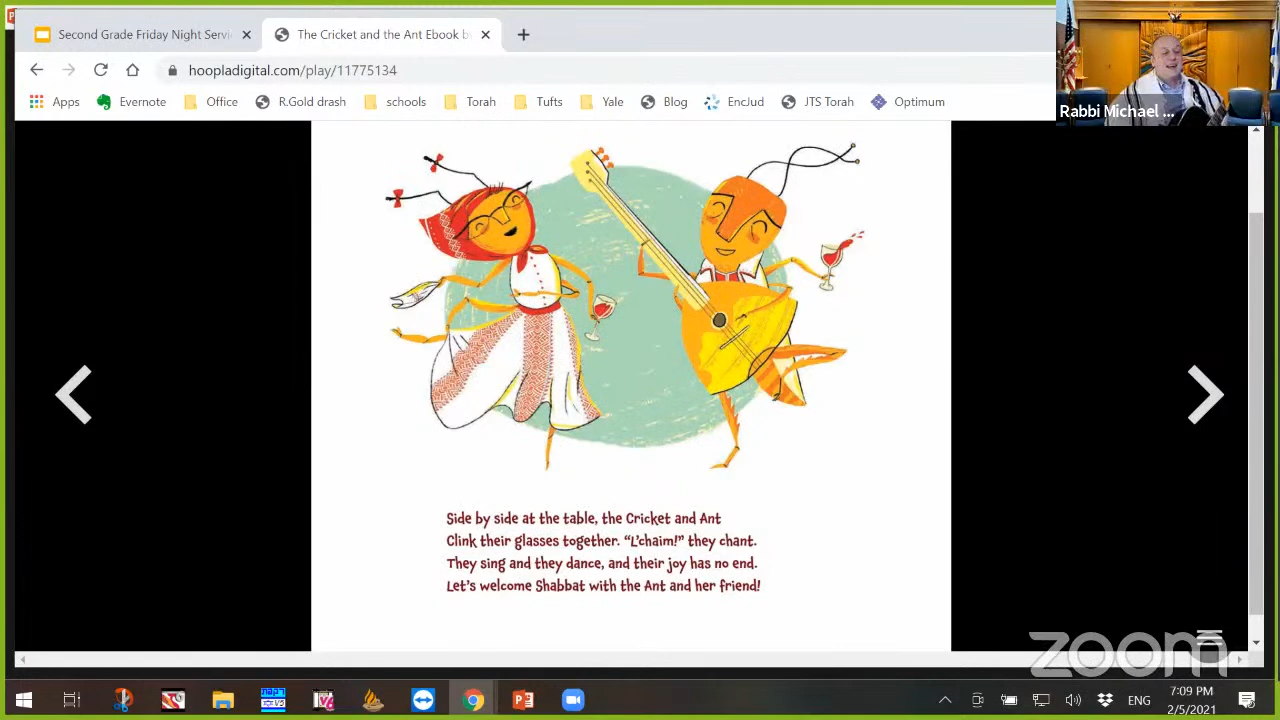 Second Grade Friday Night Servi
The Cricket and the Ant Ebook
hoopladigital.com/play/11775134
Apps
Evernote
Office
R.Gold drash
schools
Torah
Tufts
Yale
Blog
EncJud
JTS Torah
Optimum
Rabbi Michael ...
Side by side at the table, the Cricket and Ant
Clink their glasses together. “L’chaim!” they chant.
They sing and they dance, and their joy has no end.
Let’s welcome Shabbat with the Ant and her friend!
zoom
ENG
7:09 PM
2/5/2021